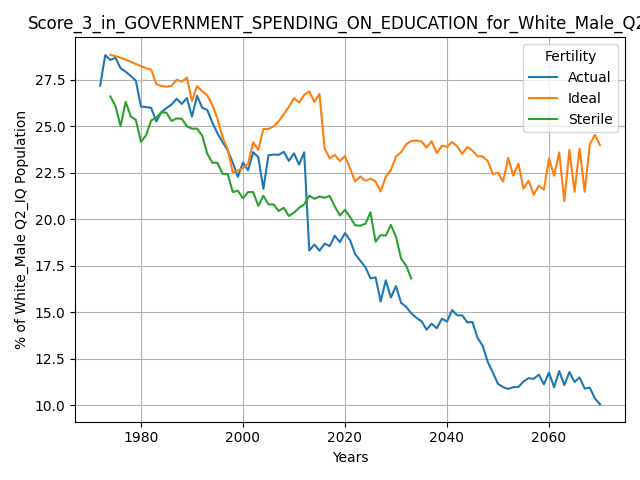 Score_3_in_GOVERNMENT_SPENDING_ON_EDUCATION_for_White_Male_Q2
Fertility
Actual
Ideal
Sterile
% of White_Male Q2_IQ Population
27.5
25.0
22.5
20.0
17.5
15.0
12.5
10.0
1980 2000 2020 2040 2060
Years